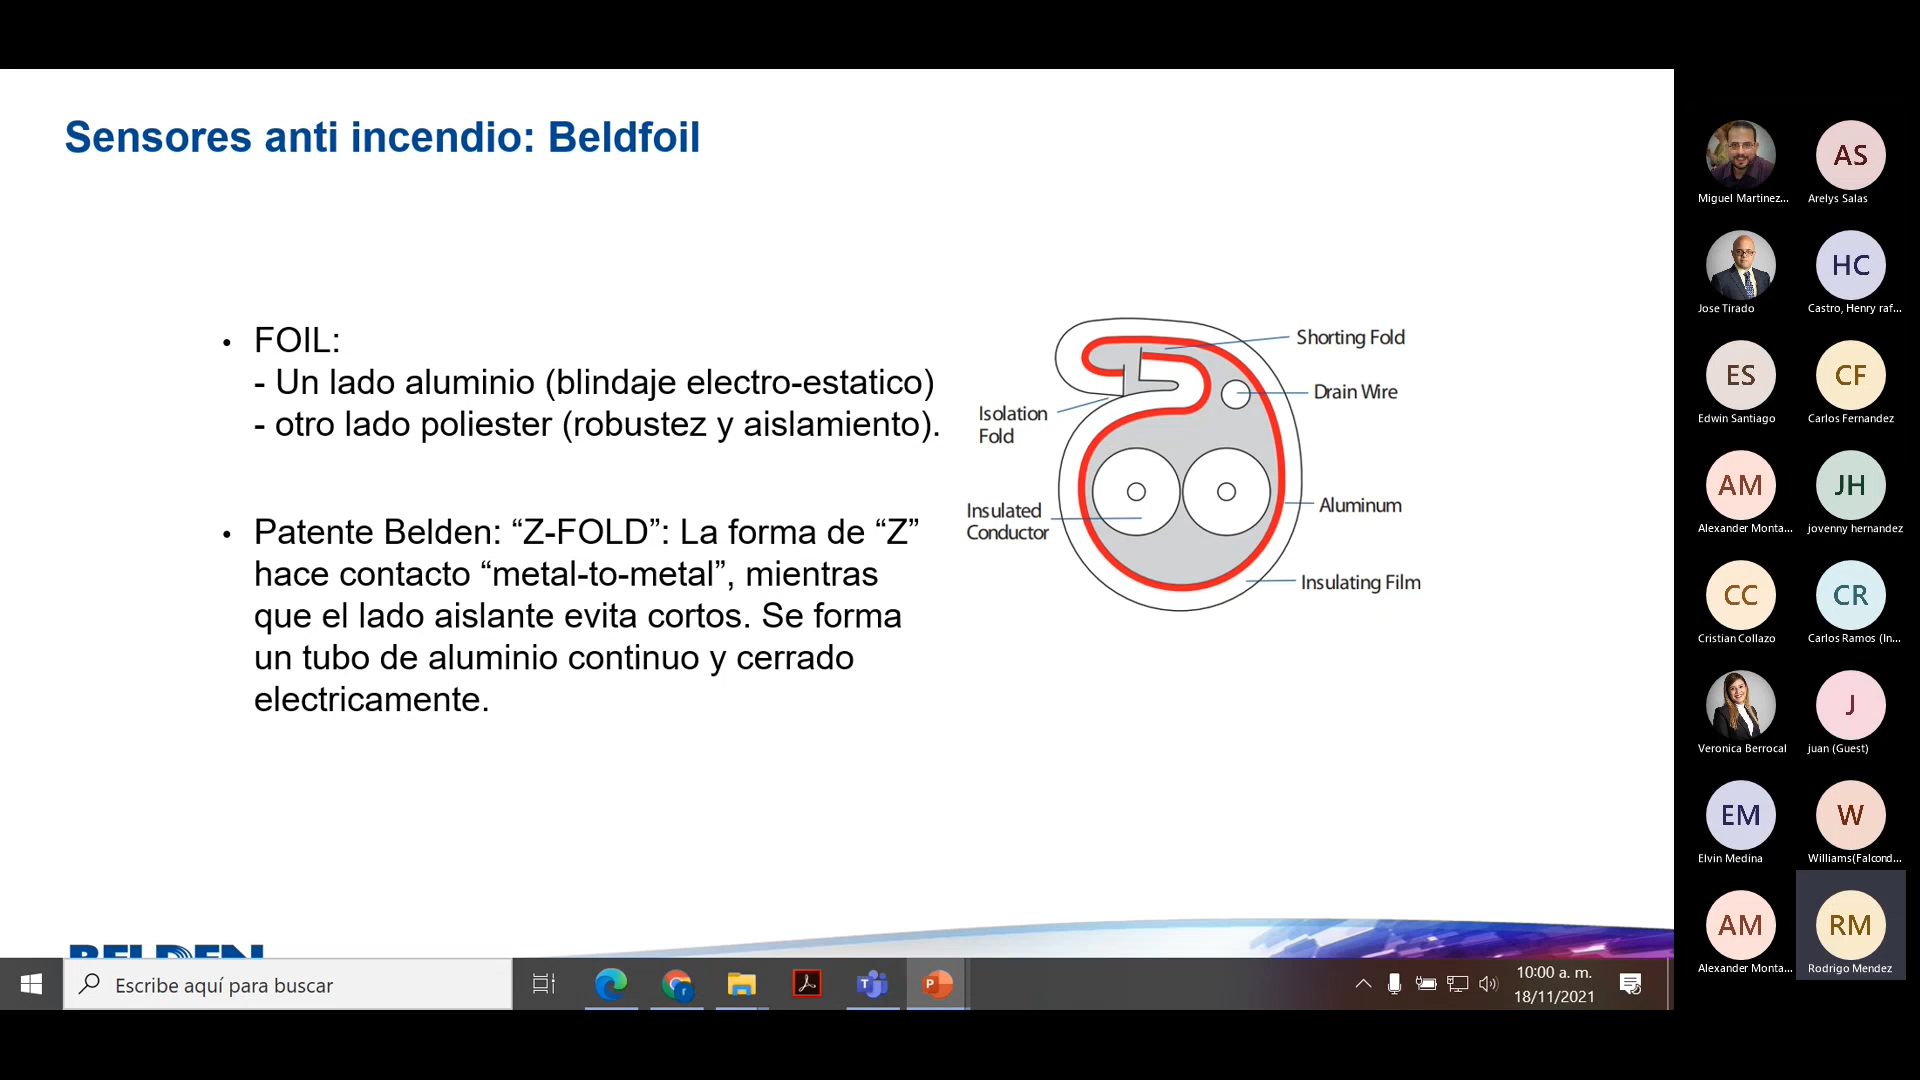 Sensores anti incendio: Beldfoil
• FOIL:
- Un lado aluminio (blindaje electro-estatico)
- otro lado poliester (robustez y aislamiento).
• Patente Belden: “Z-FOLD”: La forma de “Z”
hace contacto “metal-to-metal”, mientras
que el lado aislante evita cortos. Se forma
un tubo de aluminio continuo y cerrado
electricamente.
Shorting Fold
Drain Wire
Isolation
Fold
Insulated
Conductor
Aluminum
Insulating Film
BELDEN
Escribe aquí para buscar
10:00 a. m.
18/11/2021
Miguel Martinez...
AS
Arelys Salas
Jose Tirado
HC
Castro, Henry raf...
ES
Edwin Santiago
CF
Carlos Fernandez
AM
Alexander Monta...
JH
jovenny hernandez
CC
Cristian Collazo
CR
Carlos Ramos (In...
Veronica Berrocal
J
juan (Guest)
EM
Elvin Medina
W
Williams(Falcond...
AM
Alexander Monta...
RM
Rodrigo Mendez